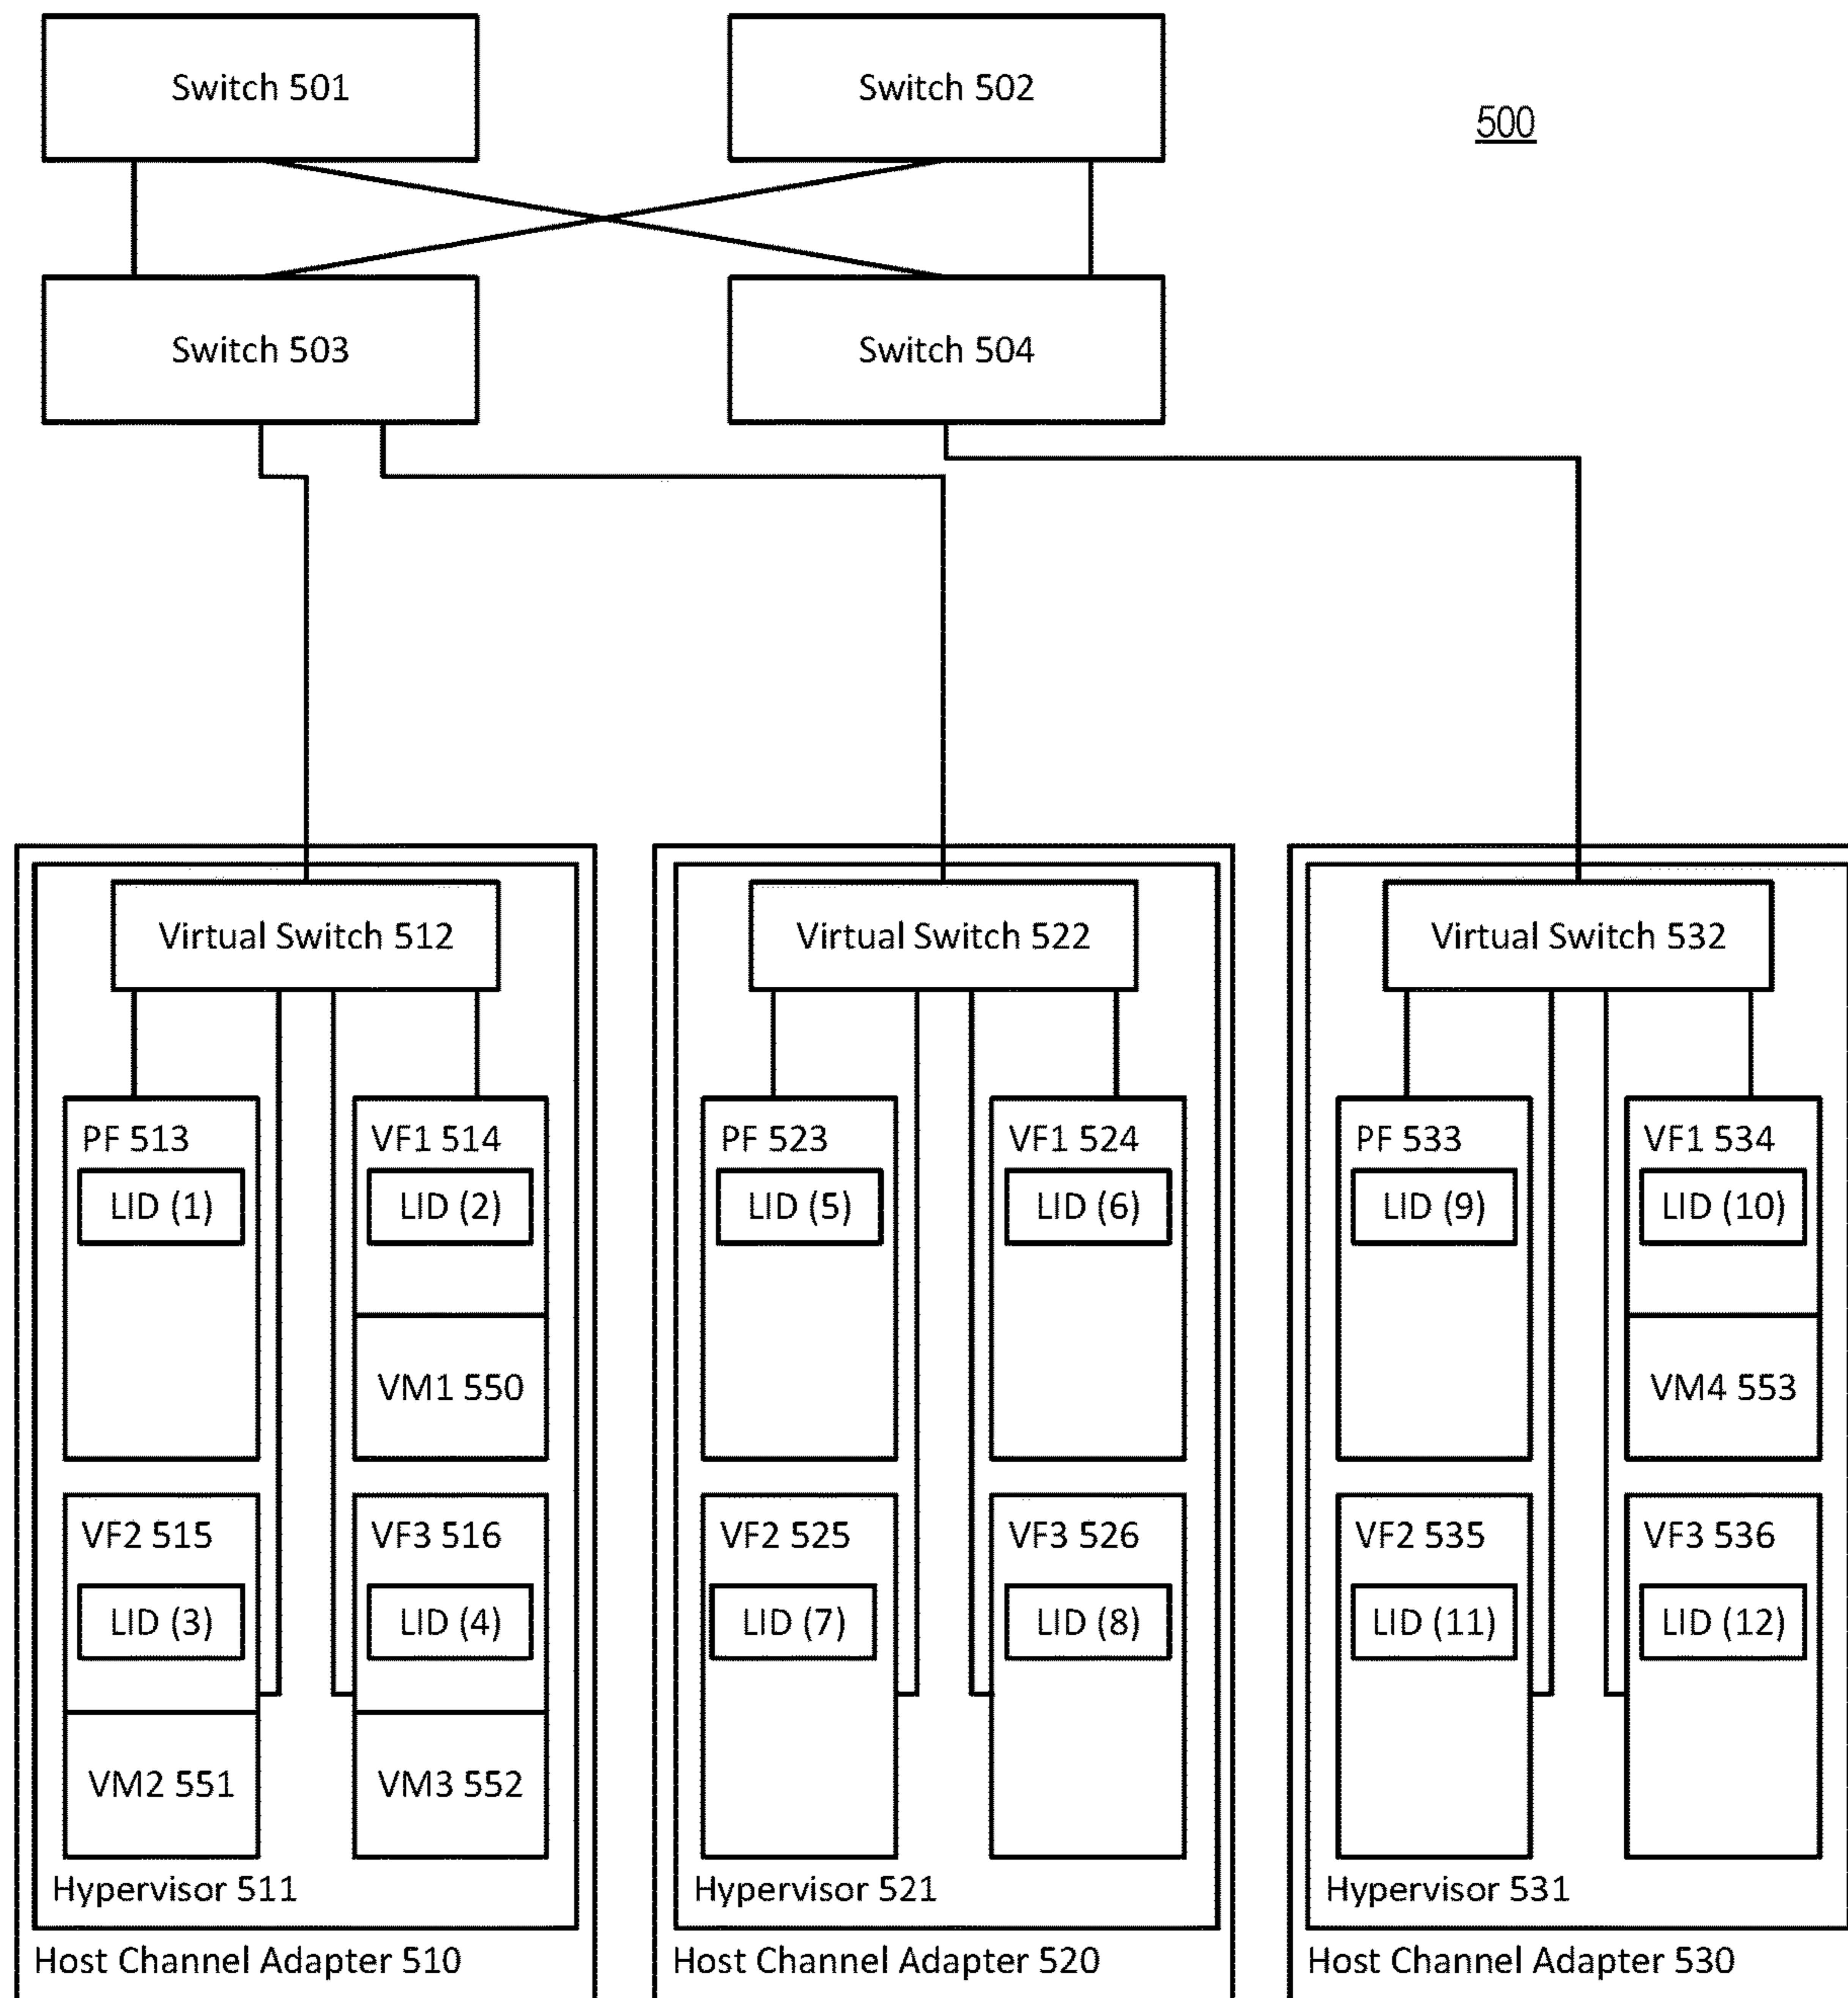 Switch 501
Switch 502
500
Switch 503
Switch 504
Virtual Switch 512
PF 513
LID (1)
VF1 514
LID (2)
VM1 550
VF2 515
LID (3)
VM2 551
VF3 516
LID (4)
VM3 552
Hypervisor 511
Host Channel Adapter 510
Virtual Switch 522
PF 523
LID (5)
VF1 524
LID (6)
VF2 525
LID (7)
VF3 526
LID (8)
Hypervisor 521
Host Channel Adapter 520
Virtual Switch 532
PF 533
LID (9)
VF1 534
LID (10)
VM4 553
VF2 535
LID (11)
VF3 536
LID (12)
Hypervisor 531
Host Channel Adapter 530